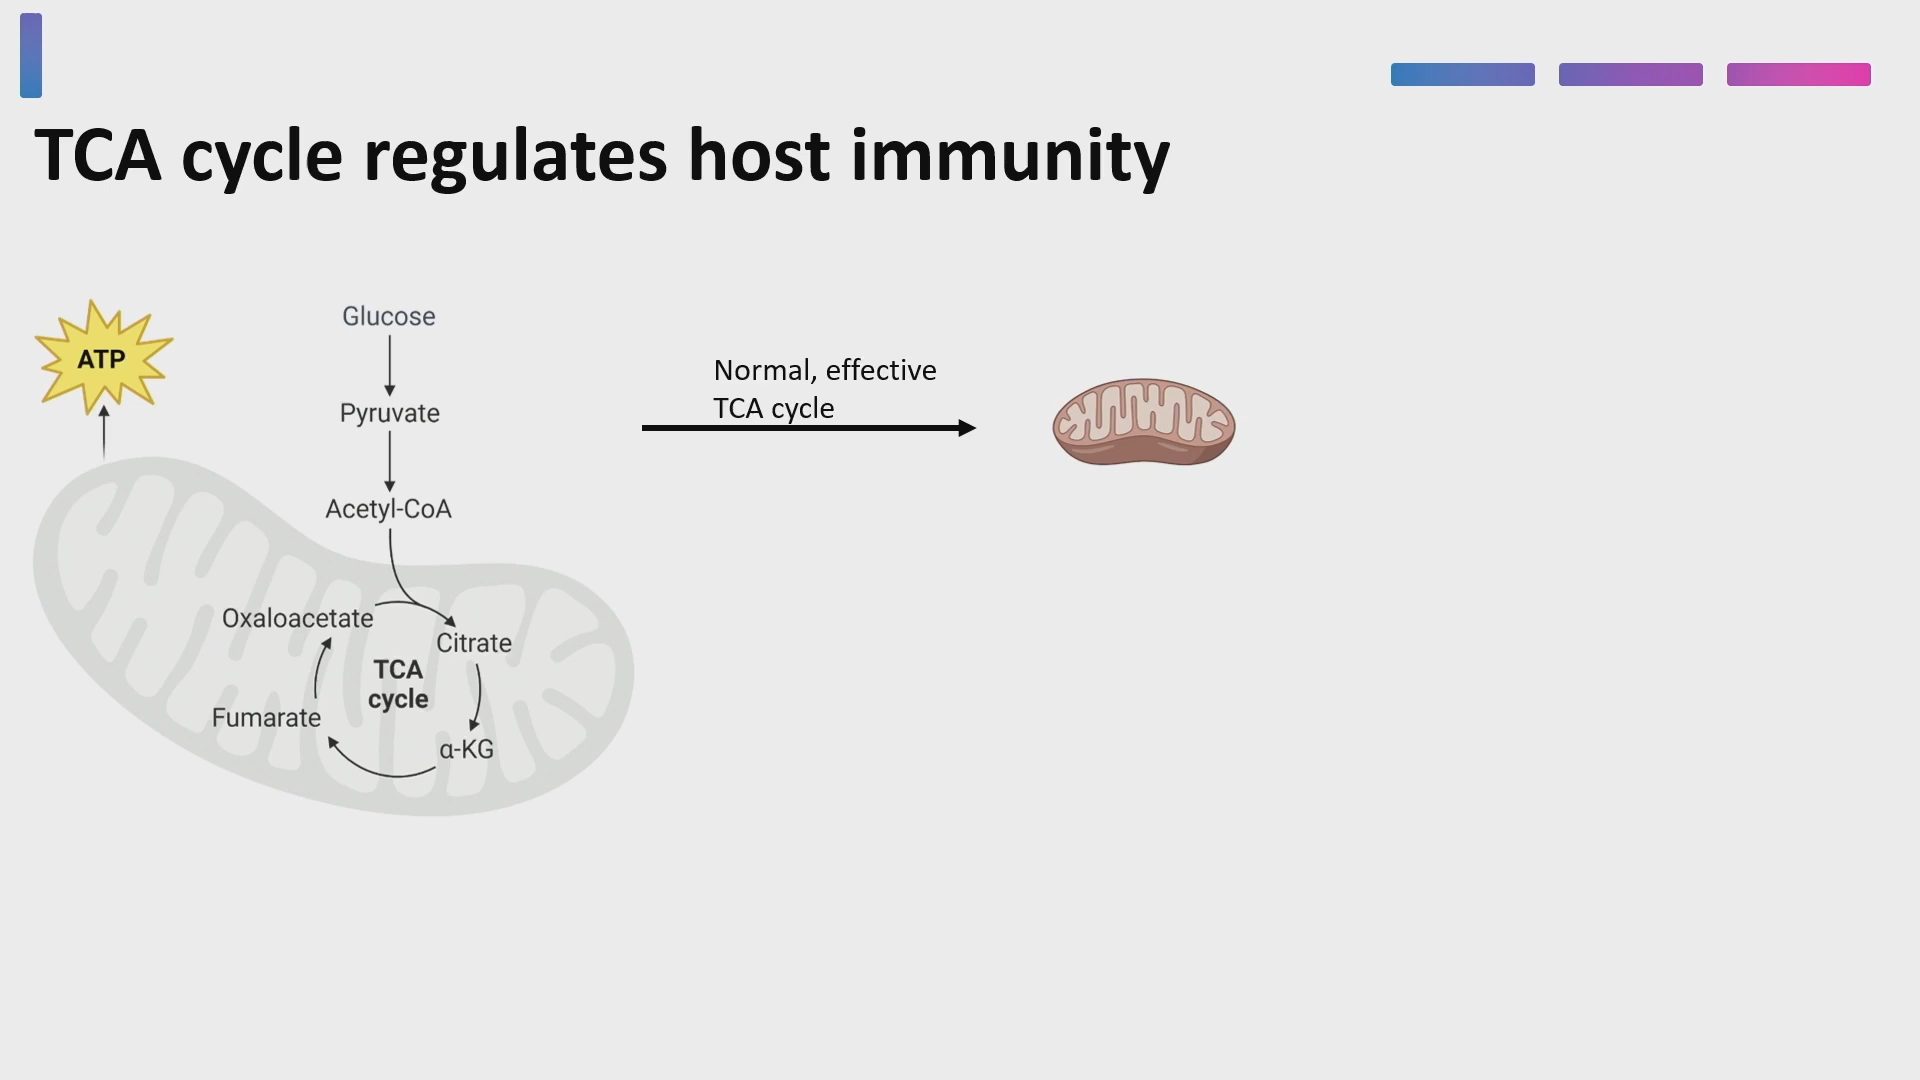 TCA cycle regulates host immunity
ATP
Glucose
Pyruvate
Acetyl-CoA
Oxaloacetate
Citrate
TCA
cycle
Fumarate
α-KG
Normal, effective
TCA cycle